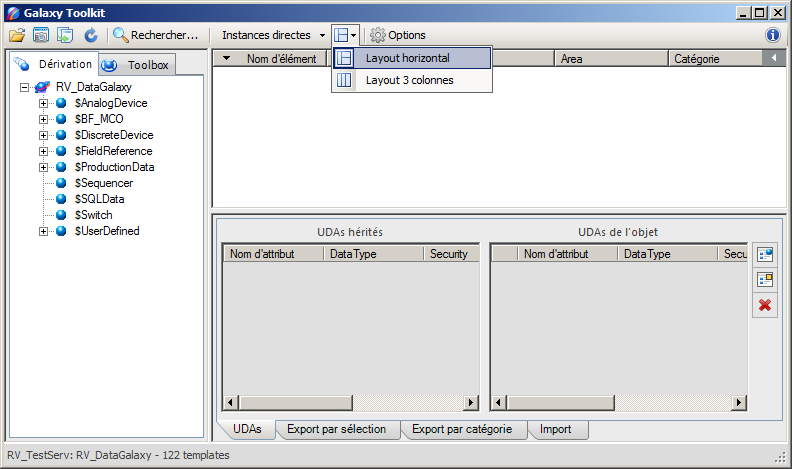 Galaxy Toolkit
Rechercher... Instances directes Options
Dérivation Toolbox
Nom d'élément Area Catégorie
Layout horizontal
Layout 3 colonnes
RV_DataGalaxy
$AnalogDevice
$BF_MCO
$DiscreteDevice
$FieldReference
$ProductionData
$Sequencer
$SQLData
$Switch
$UserDefined
UDAs hérités
Nom d'attribut DataType Security
UDAs de l'objet
Nom d'attribut DataType Secu
UDAs Export par sélection Export par catégorie Import
RV_TestServ: RV_DataGalaxy - 122 templates